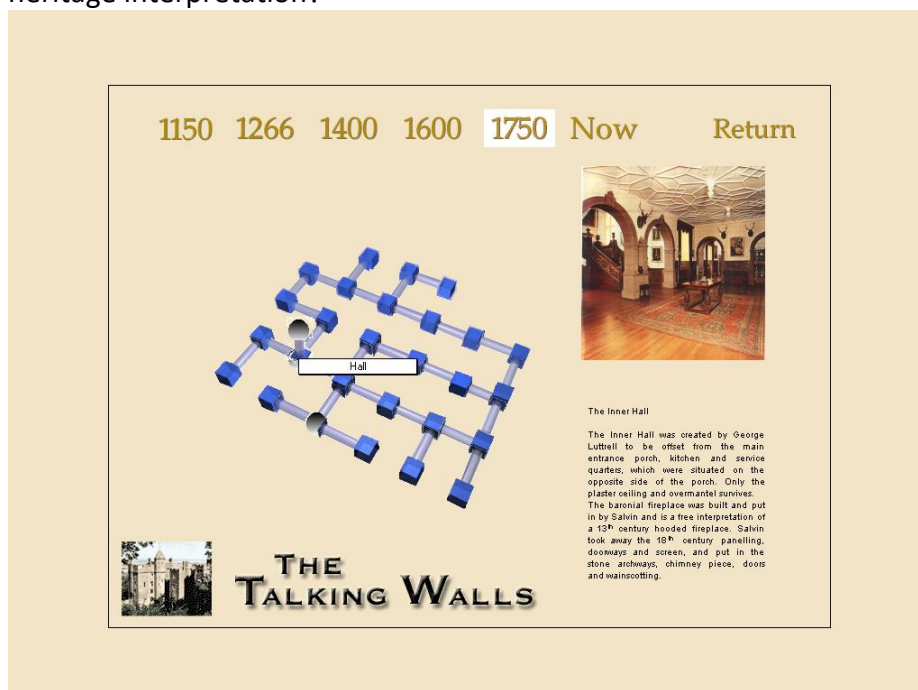 heritage interpretation?
1150 1266 1400 1600 1750 Now Return
Hall
The Inner Hall
The Inner Hall was created by George
Luttrell to be offset from the main
entrance porch, kitchen and service
quarters, which were situated on the
opposite side of the porch. Only the
plaster ceiling and overmantel survives.
The baronial fireplace was built and put
in by Salvin and is a free interpretation of
a 13th century hooded fireplace. Salvin
took away the 18th century panelling,
doorways and screen, and put in the
stone archways, chimney piece, doors
and wainscotting.
THE
TALKING WALLS